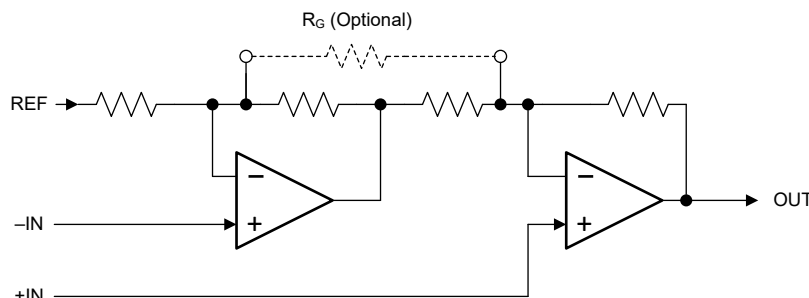 R_G (Optional)
REF
−
+
−
+
OUT
–IN
+IN